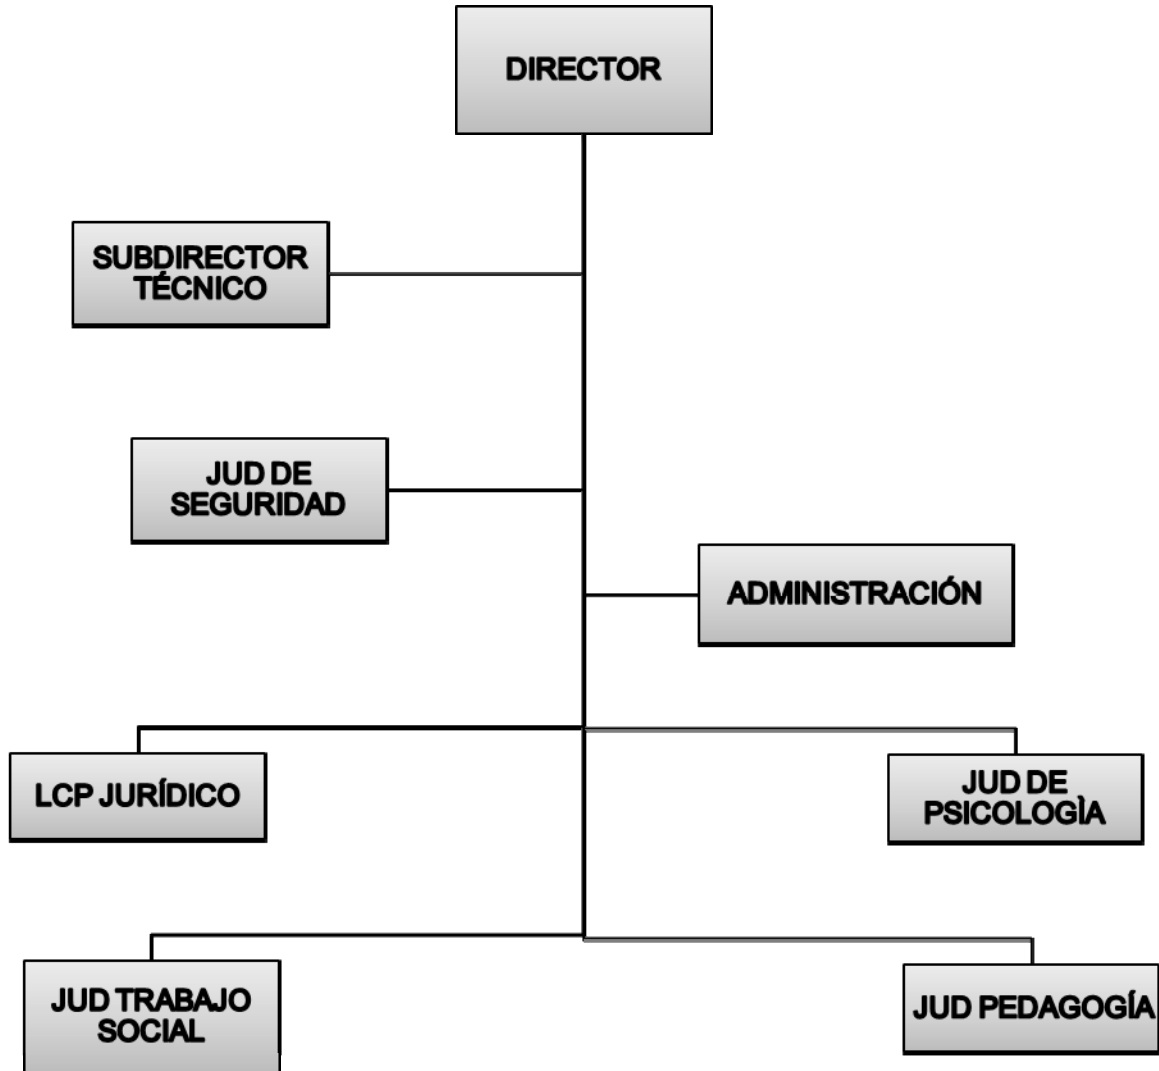 DIRECTOR
SUBDIRECTOR
TÉCNICO
JUD DE
SEGURIDAD
ADMINISTRACIÓN
LCP JURÍDICO
JUD DE
PSICOLOGÌA
JUD TRABAJO
SOCIAL
JUD PEDAGOGÍA